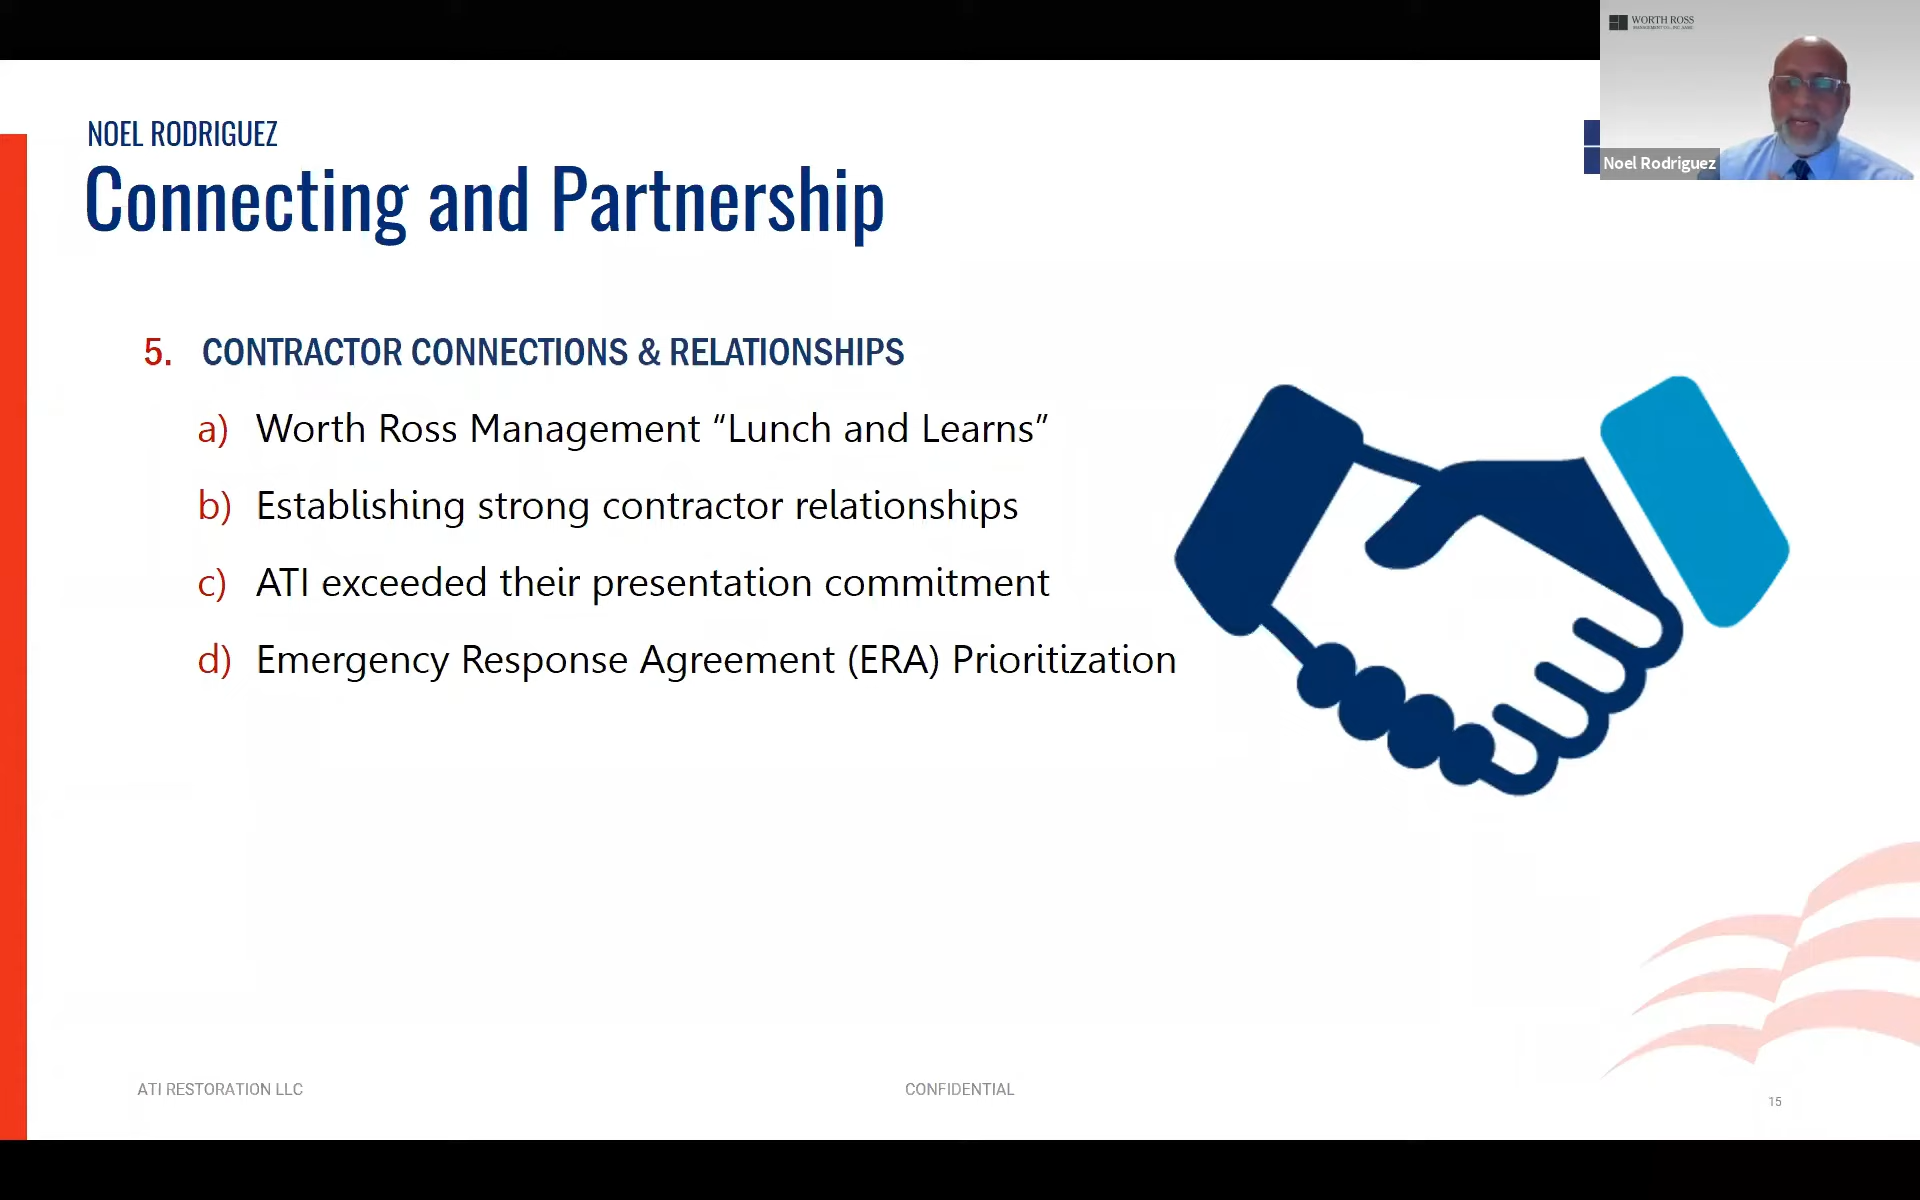 WORTH ROSS
Noel Rodriguez
NOEL RODRIGUEZ
Connecting and Partnership
5. CONTRACTOR CONNECTIONS & RELATIONSHIPS
a) Worth Ross Management “Lunch and Learns”
b) Establishing strong contractor relationships
c) ATI exceeded their presentation commitment
d) Emergency Response Agreement (ERA) Prioritization
ATI RESTORATION LLC
CONFIDENTIAL
15